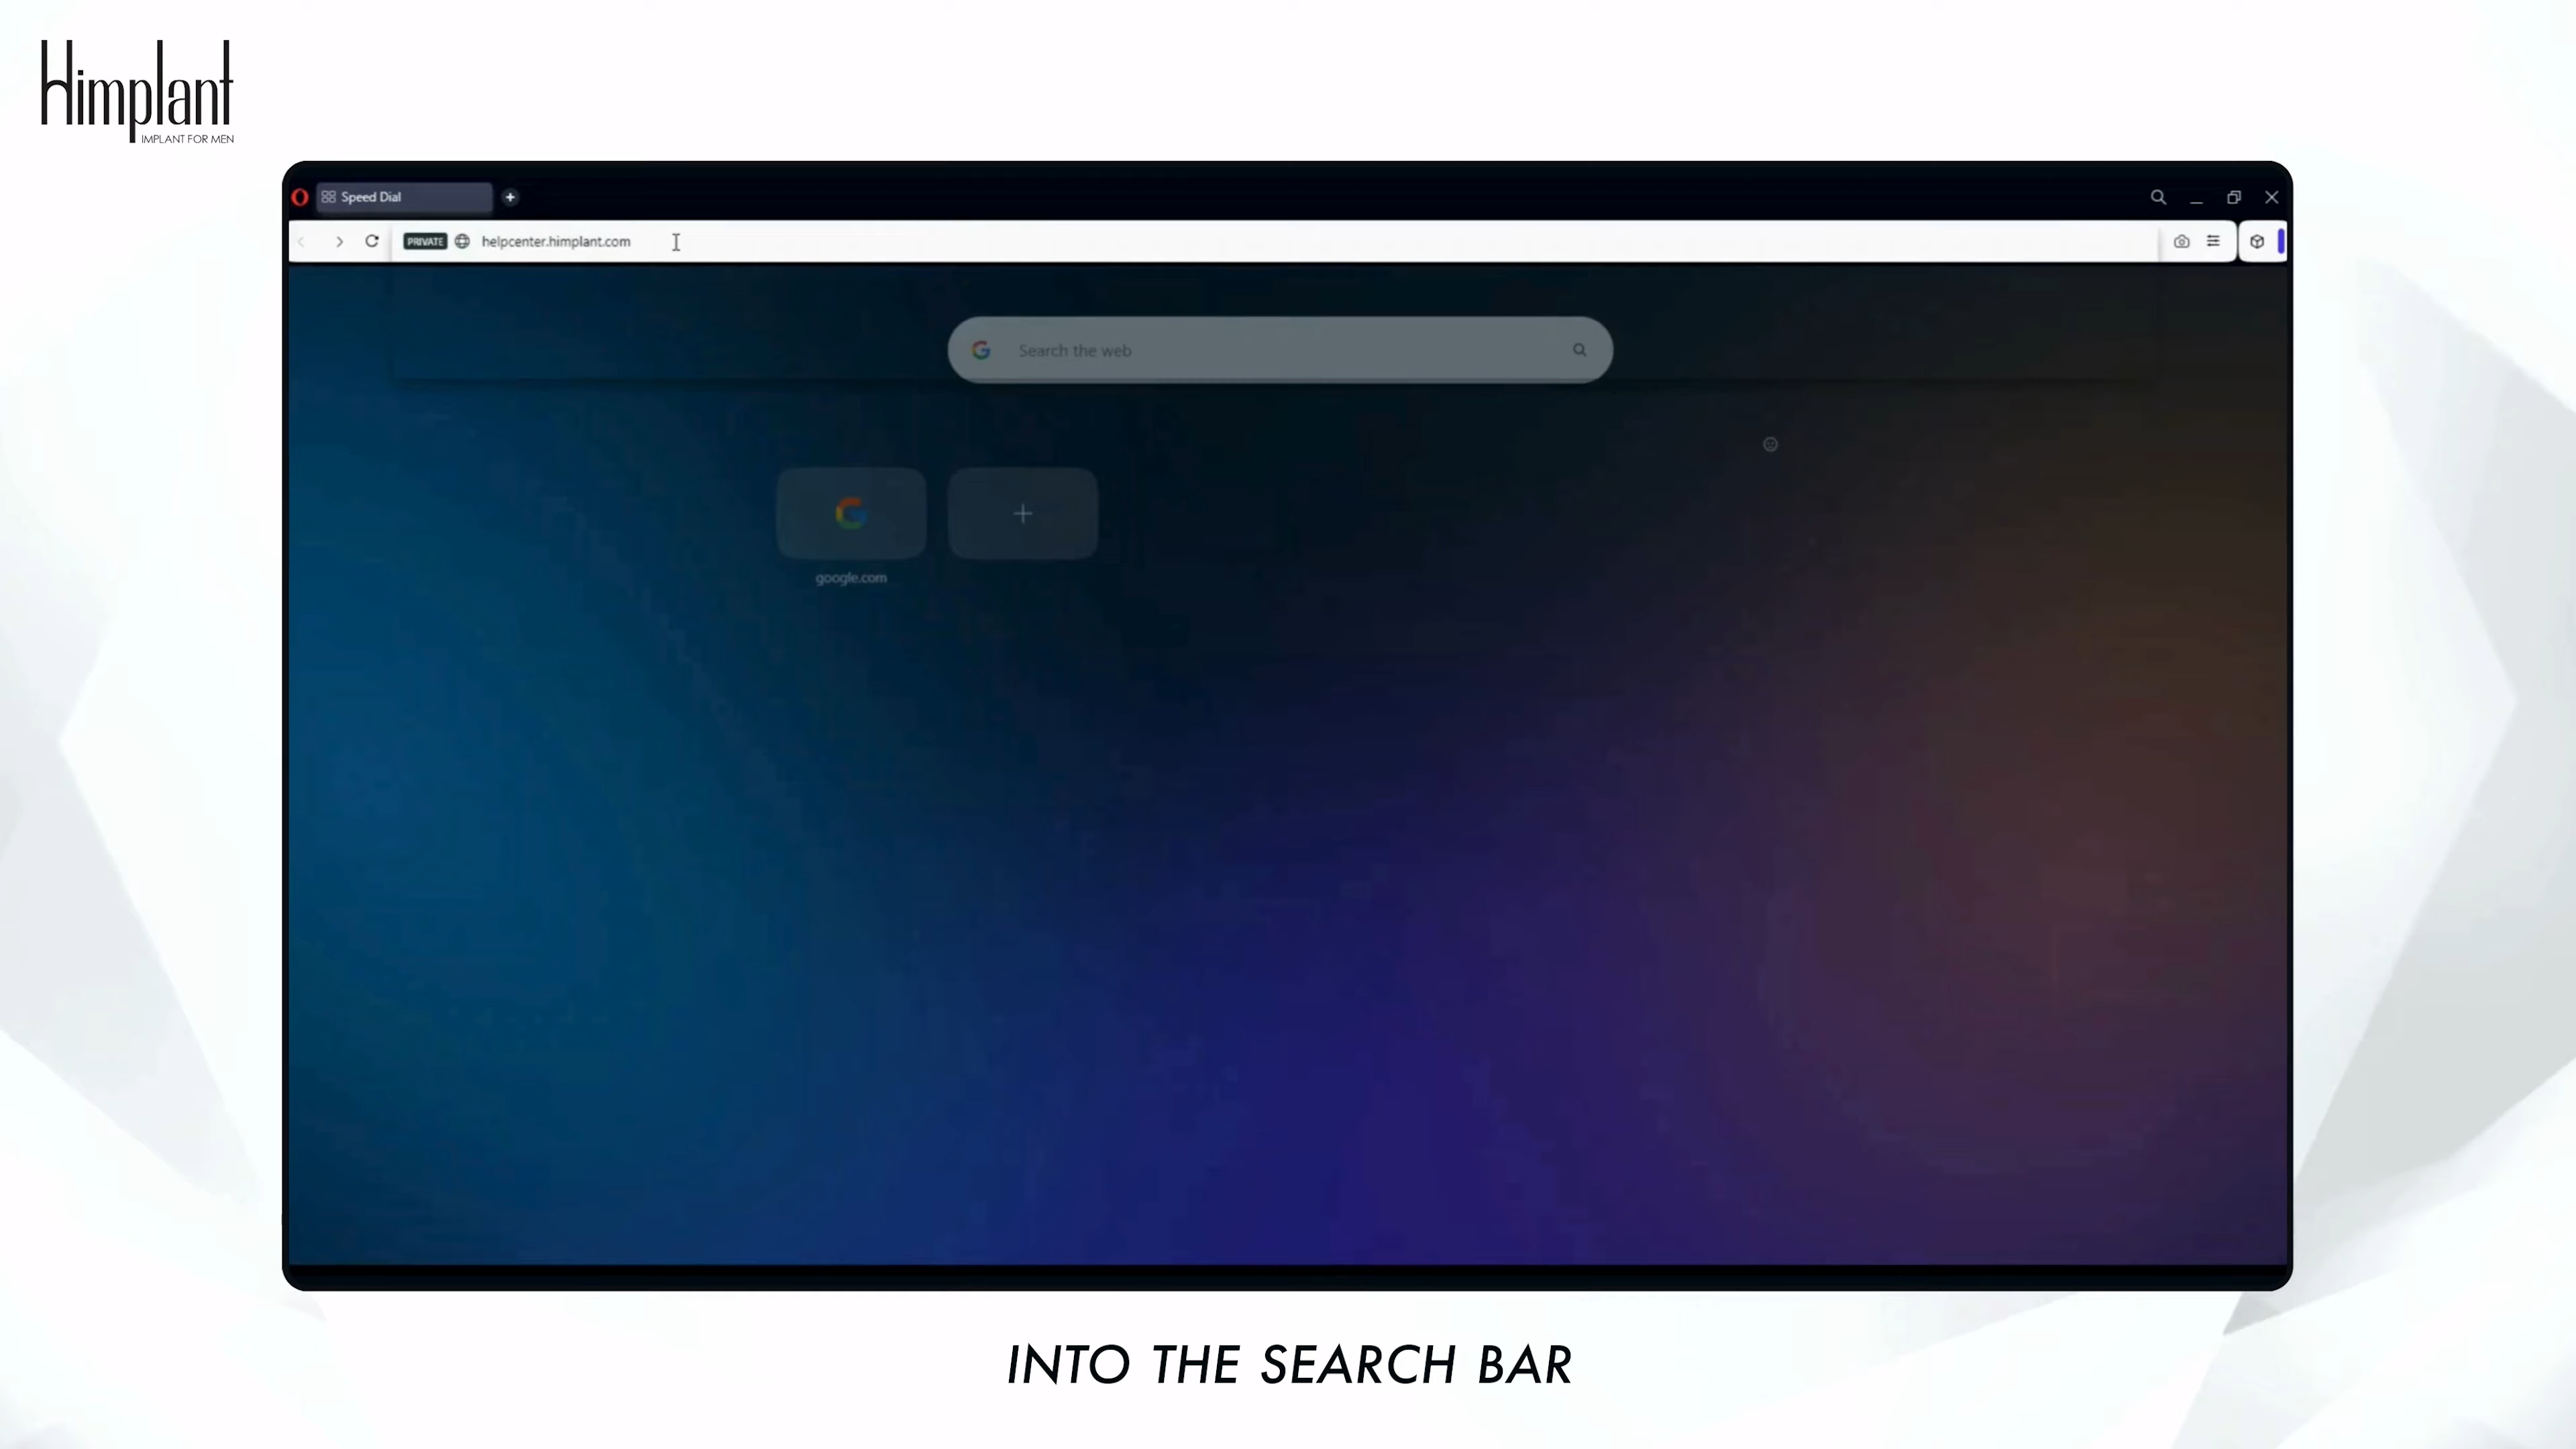 Himplant
IMPLANT FOR MEN
Speed Dial
PRIVATE helpcenter.himplant.com
Search the web
google.com
INTO THE SEARCH BAR